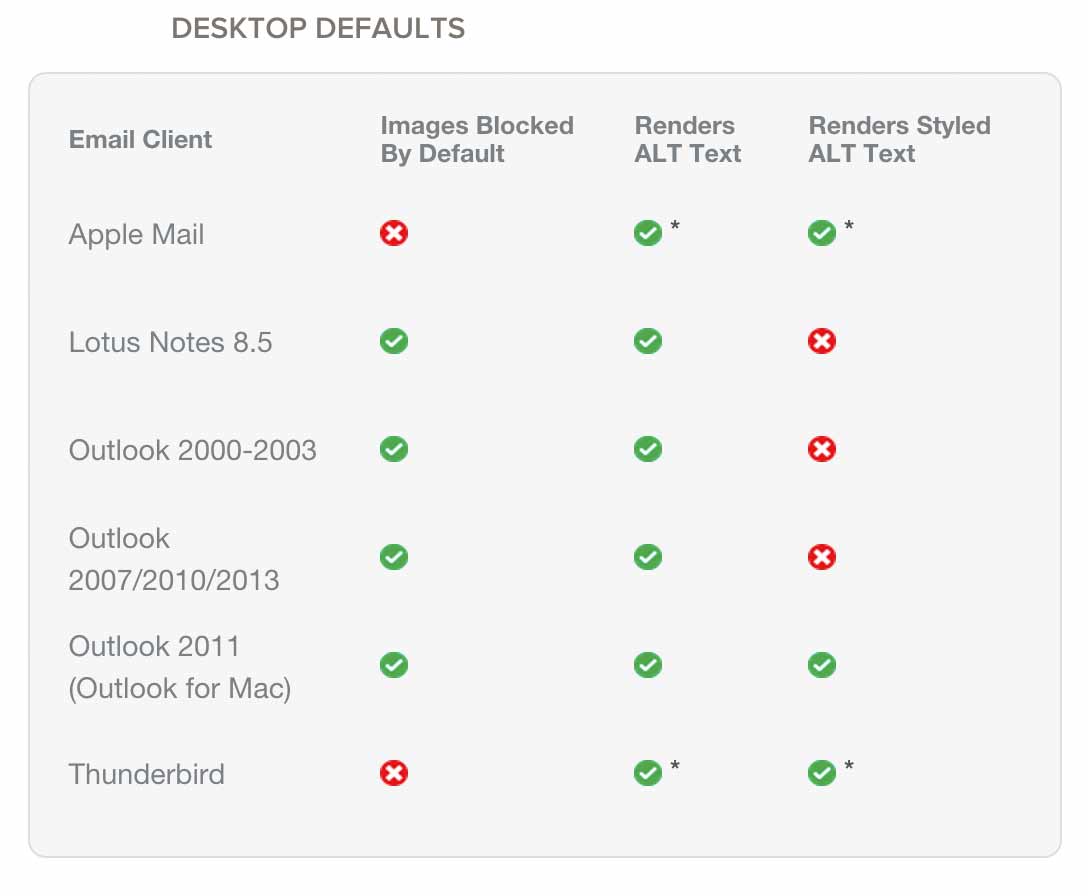 DESKTOP DEFAULTS
Email Client
Images Blocked
By Default
Renders
ALT Text
Renders Styled
ALT Text
Apple Mail
*
*
Lotus Notes 8.5
Outlook 2000-2003
Outlook
2007/2010/2013
Outlook 2011
(Outlook for Mac)
Thunderbird
*
*